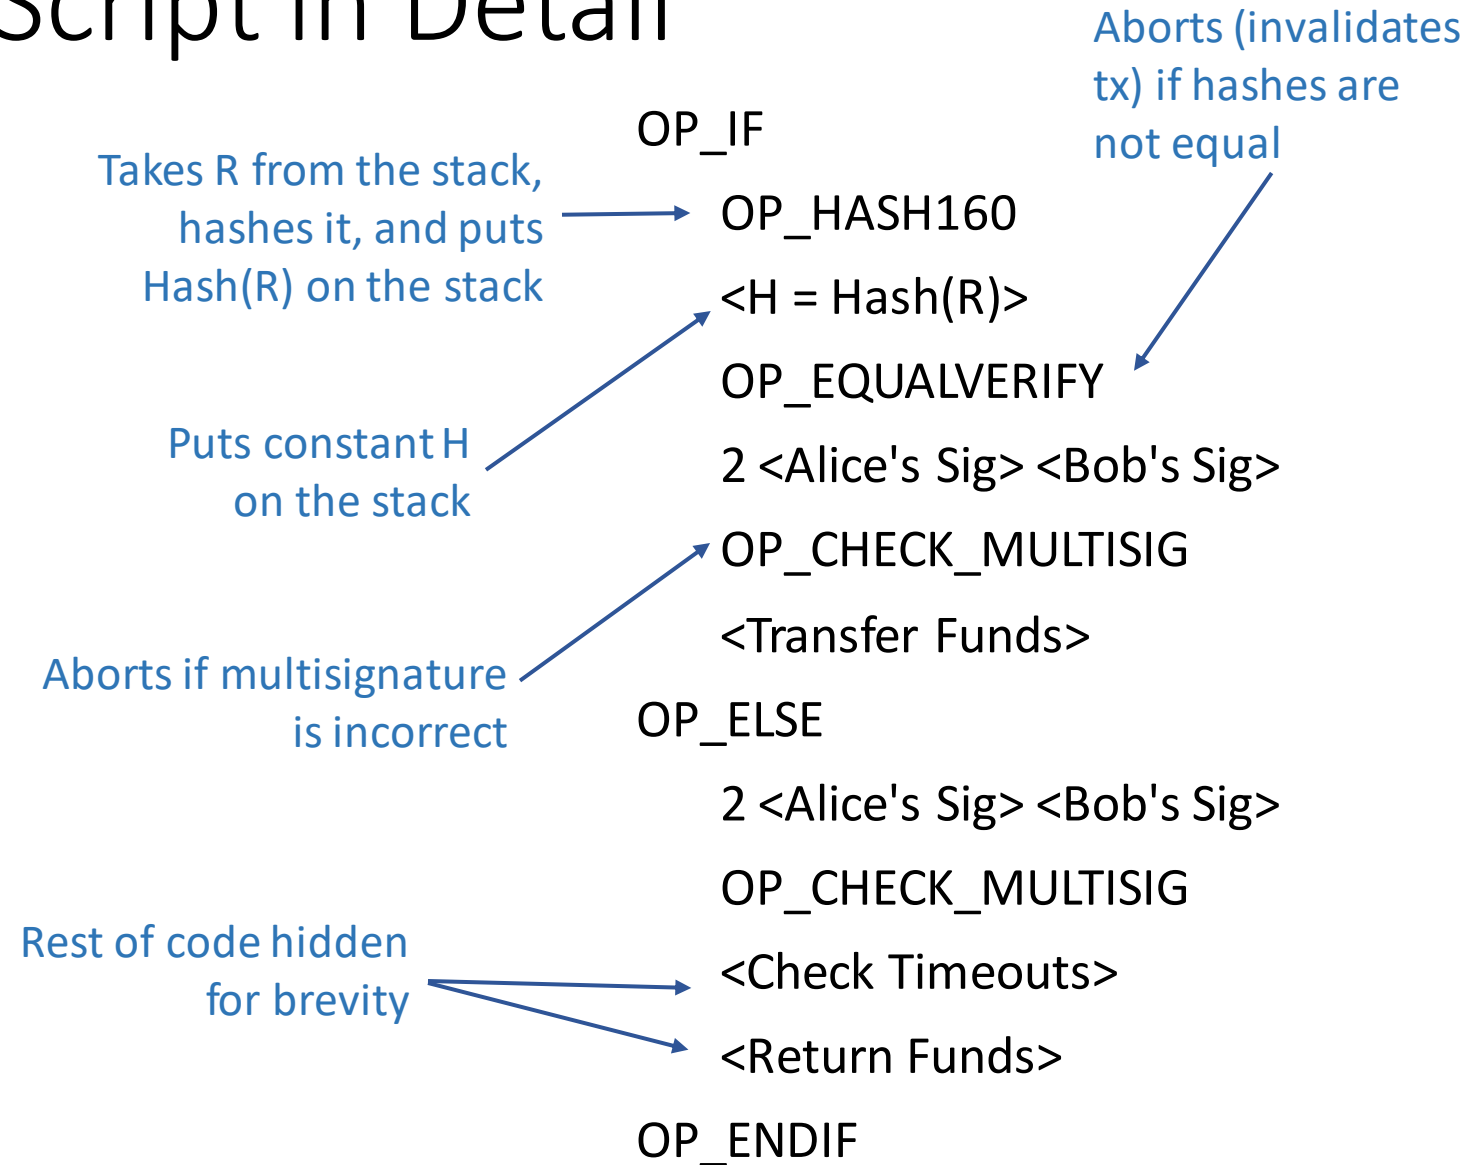 Script in Detail
Aborts (invalidates
tx) if hashes are
not equal
OP_IF
Takes R from the stack,
hashes it, and puts
Hash(R) on the stack
OP_HASH160
<H = Hash(R)>
OP_EQUALVERIFY
Puts constant H
on the stack
2 <Alice's Sig> <Bob's Sig>
OP_CHECK_MULTISIG
<Transfer Funds>
Aborts if multisignature
is incorrect
OP_ELSE
2 <Alice's Sig> <Bob's Sig>
OP_CHECK_MULTISIG
Rest of code hidden
for brevity
<Check Timeouts>
<Return Funds>
OP_ENDIF